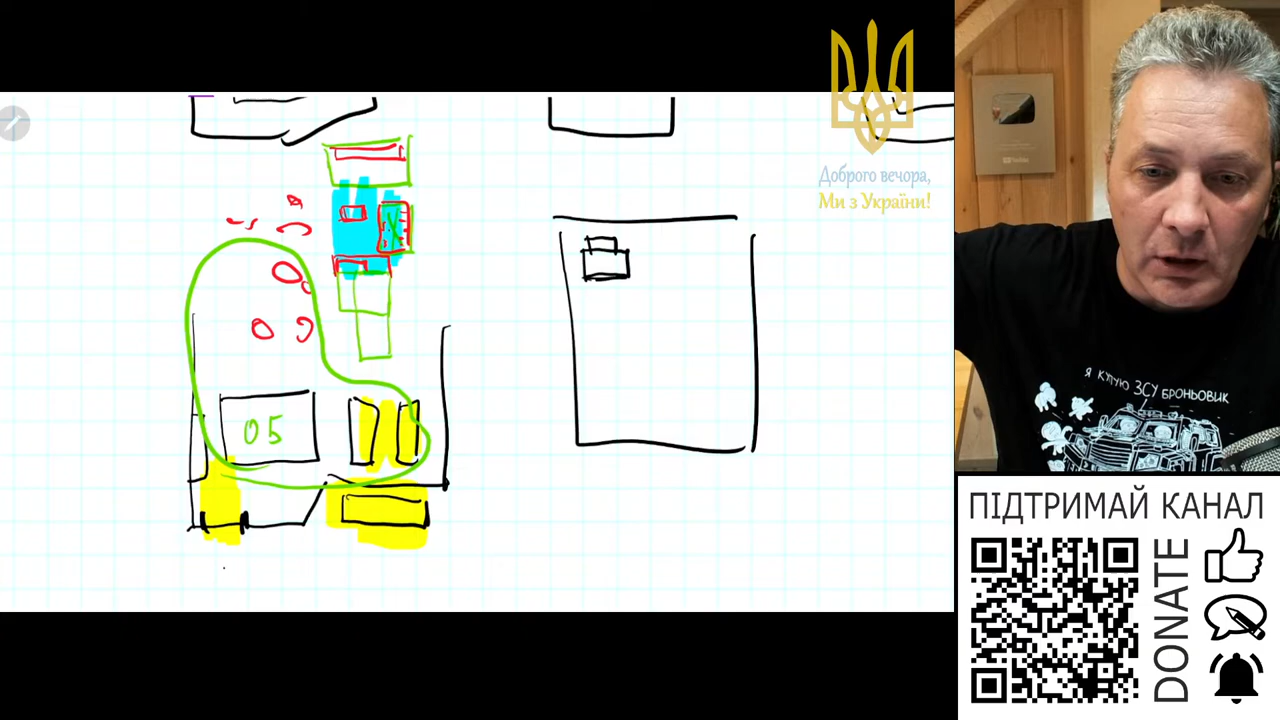 Доброго вечора,
Ми з України!
05
Я КУПУЮ ЗСУ БРОНЬОВИК
ПІДТРИМАЙ КАНАЛ
DONATE